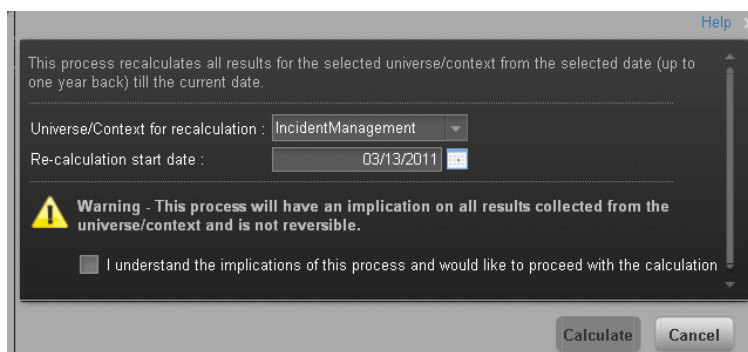 Help
This process recalculates all results for the selected universe/context from the selected date (up to
one year back) till the current date.
Universe/Context for recalculation : IncidentManagement
Re-calculation start date : 03/13/2011
Warning - This process will have an implication on all results collected from the
universe/context and is not reversible.
I understand the implications of this process and would like to proceed with the calculation
Calculate Cancel